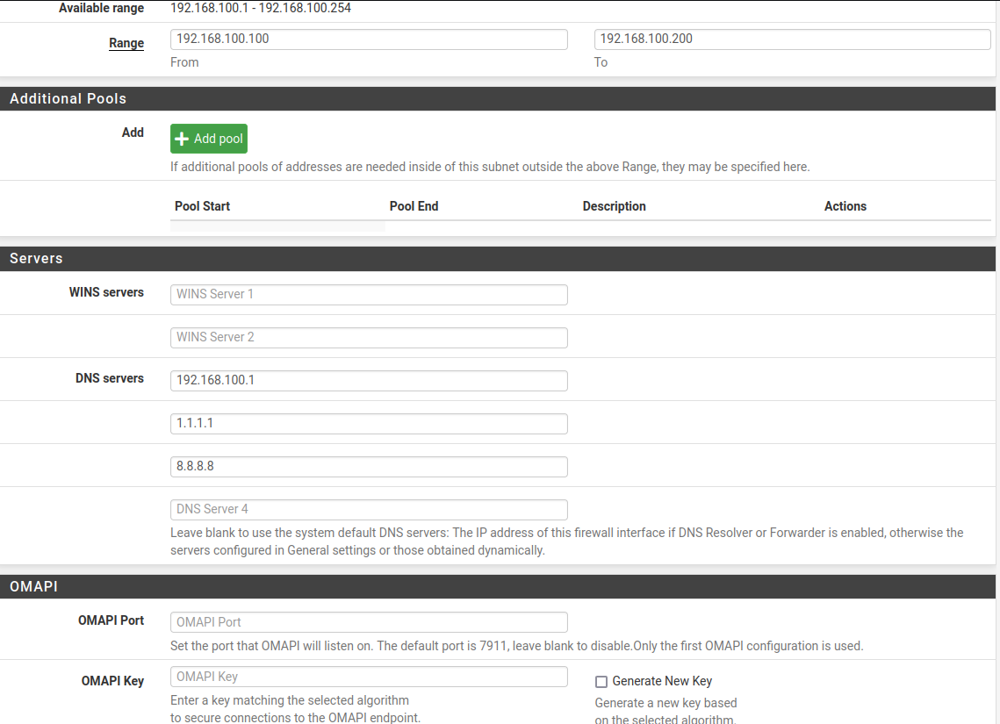 Available range 192.168.100.1 - 192.168.100.254
Range 192.168.100.100 192.168.100.200
From To
Additional Pools
Add + Add pool
If additional pools of addresses are needed inside of this subnet outside the above Range, they may be specified here.
Pool Start Pool End Description Actions
Servers
WINS servers WINS Server 1
WINS Server 2
DNS servers 192.168.100.1
1.1.1.1
8.8.8.8
DNS Server 4
Leave blank to use the system default DNS servers: The IP address of this firewall interface if DNS Resolver or Forwarder is enabled, otherwise the
servers configured in General settings or those obtained dynamically.
OMAPI
OMAPI Port OMAPI Port
Set the port that OMAPI will listen on. The default port is 7911, leave blank to disable.Only the first OMAPI configuration is used.
OMAPI Key OMAPI Key Generate New Key
Enter a key matching the selected algorithm Generate a new key based
to secure connections to the OMAPI endpoint. on the selected algorithm.